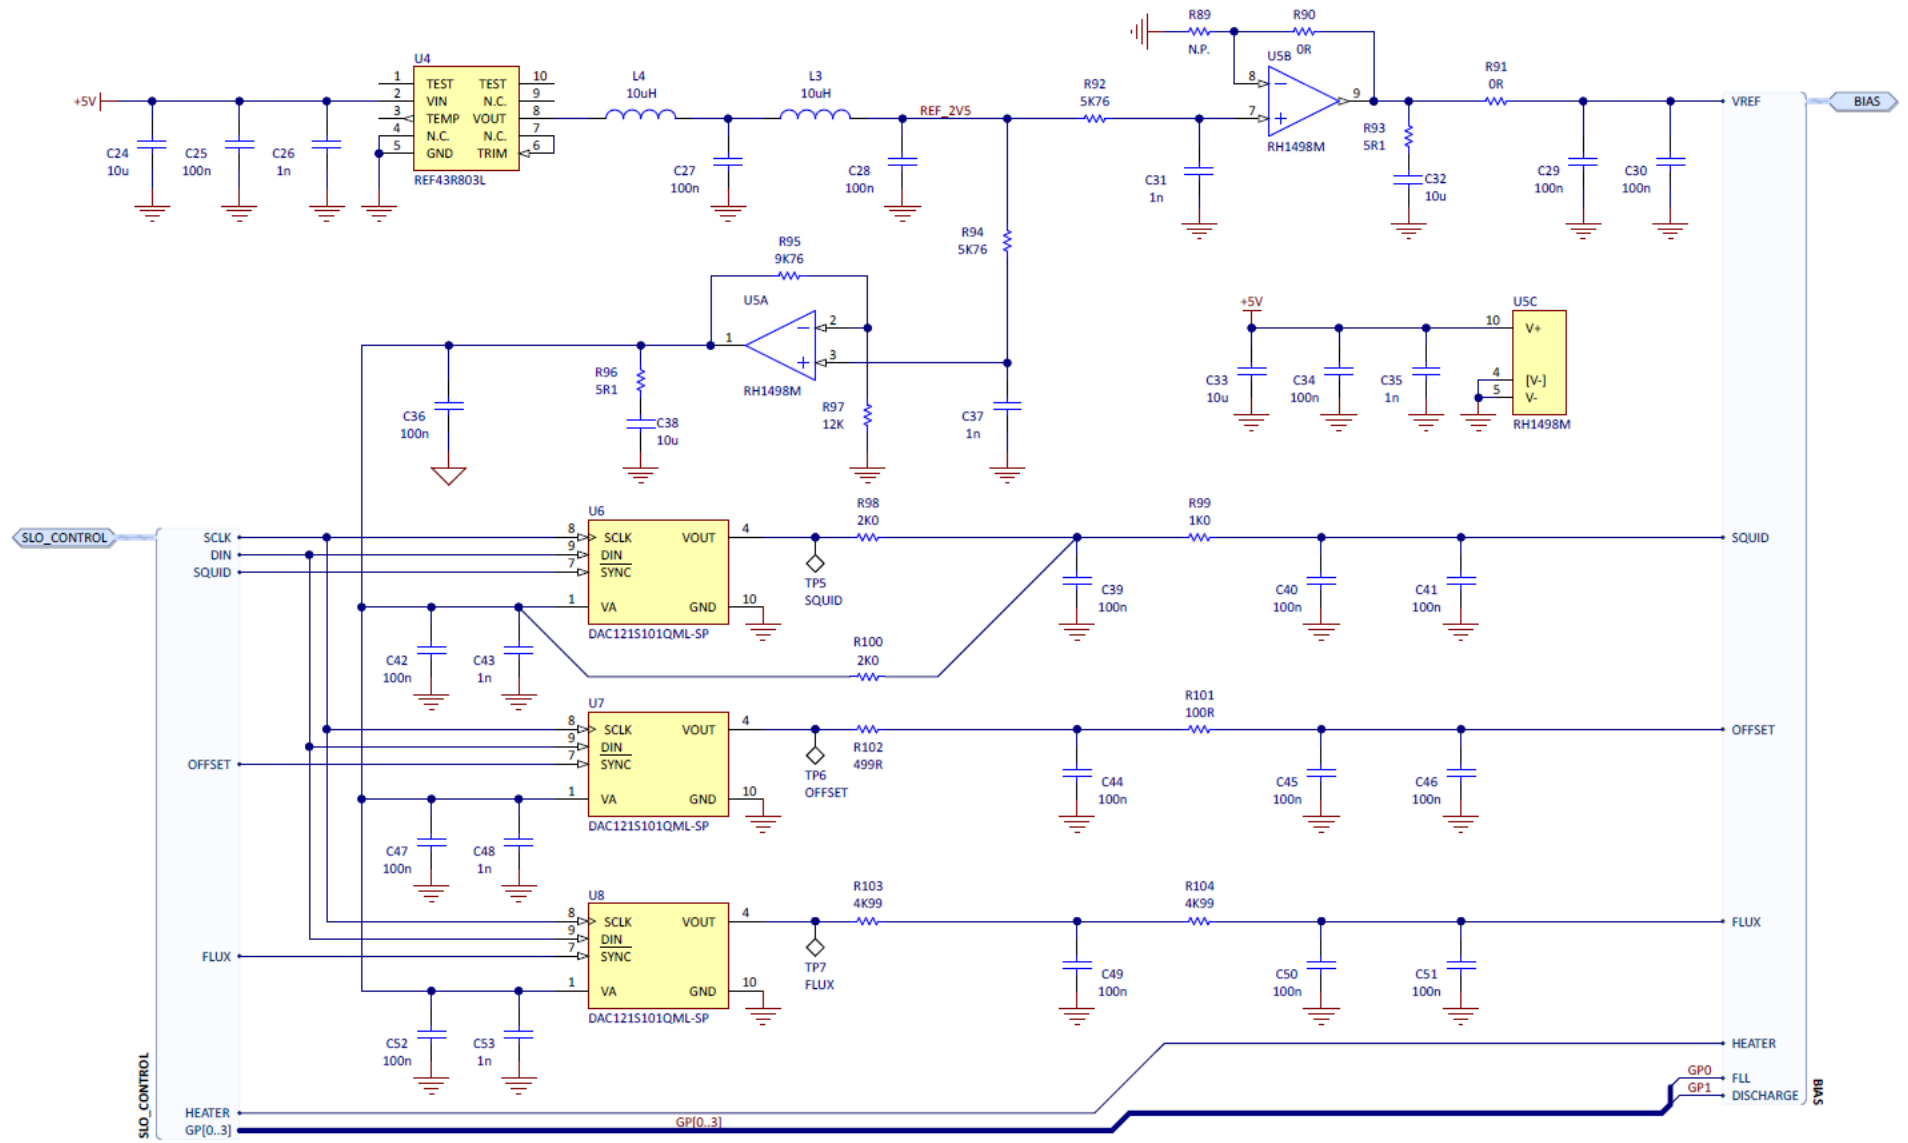 R89
N.P.
R90
0R
U5B
8
7
9
RH1498M
R91
0R
R92
5K76
R93
5R1
C31
1n
C32
10u
C29
100n
C30
100n
VREF
BIAS
U4
+5V
1
2
3
4
5
TEST
VIN
TEMP
N.C.
GND
TEST
N.C.
VOUT
N.C.
TRIM
10
9
8
7
6
REF43R803L
C24
10u
C25
100n
C26
1n
L4
10uH
L3
10uH
REF_2V5
C27
100n
C28
100n
R94
5K76
R95
9K76
U5A
1
2
3
RH1498M
R96
5R1
C36
100n
C38
10u
R97
12K
C37
1n
+5V
U5C
10
V+
4
[V-]
5
V-
RH1498M
C33
10u
C34
100n
C35
1n
SLO_CONTROL
SCLK
DIN
SQUID
U6
8
9
7
1
SCLK
DIN
SYNC
VA
VOUT
GND
4
10
DAC121S101QML-SP
TP5
SQUID
R98
2K0
R99
1K0
C39
100n
C40
100n
C41
100n
SQUID
C42
100n
C43
1n
R100
2K0
OFFSET
U7
8
9
7
1
SCLK
DIN
SYNC
VA
VOUT
GND
4
10
DAC121S101QML-SP
TP6
OFFSET
R102
499R
R101
100R
C44
100n
C45
100n
C46
100n
OFFSET
C47
100n
C48
1n
FLUX
U8
8
9
7
1
SCLK
DIN
SYNC
VA
VOUT
GND
4
10
DAC121S101QML-SP
TP7
FLUX
R103
4K99
R104
4K99
C49
100n
C50
100n
C51
100n
FLUX
C52
100n
C53
1n
HEATER
GP[0..3]
GP[0..3]
SLO_CONTROL
HEATER
GP0
FLL
GP1
DISCHARGE
BIAS